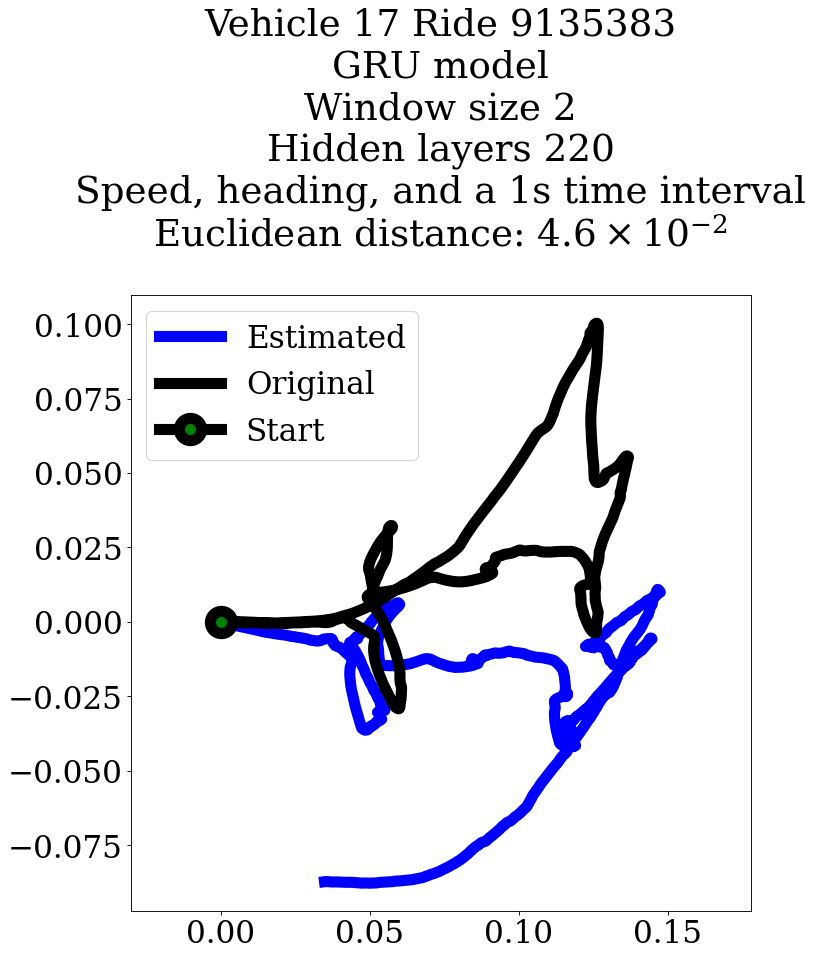 Vehicle 17 Ride 9135383
GRU model
Window size 2
Hidden layers 220
Speed, heading, and a 1s time interval
Euclidean distance: 4.6 × 10⁻²
Estimated
Original
Start
0.100
0.075
0.050
0.025
0.000
−0.025
−0.050
−0.075
0.00 0.05 0.10 0.15